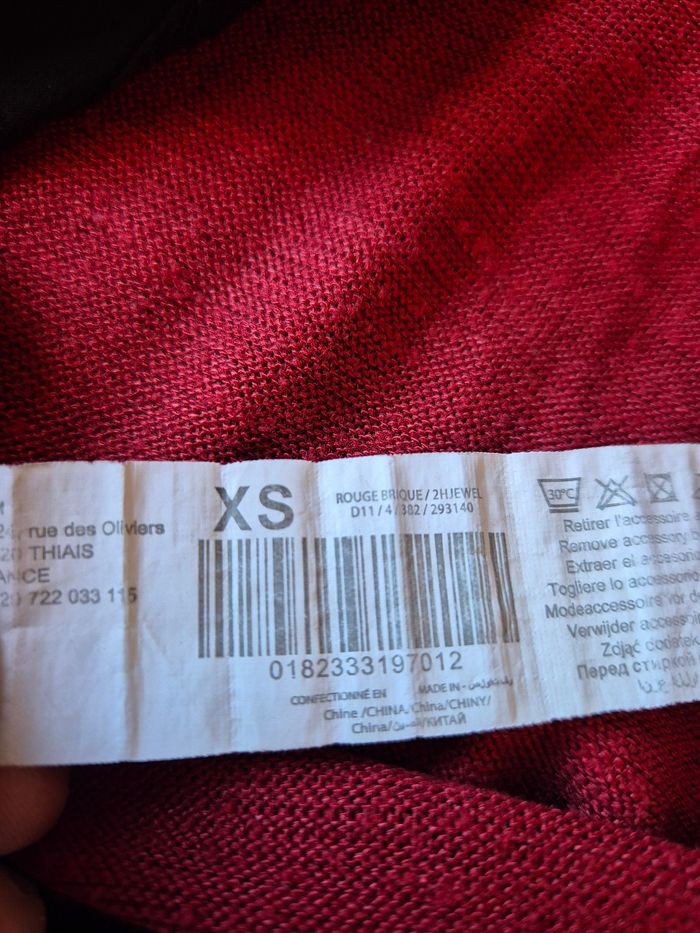 rue des Oliviers
THIAIS
722 033 115
XS
ROUGE BRIQUE / 2HJEWEL
D11 / 4 / 382 / 293140
0182333197012
CONFECTIONNÉ EN MADE IN -
Chine /CHINA, China/CHINY/
China/ /КИТАЙ
30°C
Retirer l'accessoire
Remove accessory
Extraer el accesorio
Togliere lo accessorio
Modeaccessoire vor
Verwijder accessoire
Zdjąć dodatek
Перед стиркой